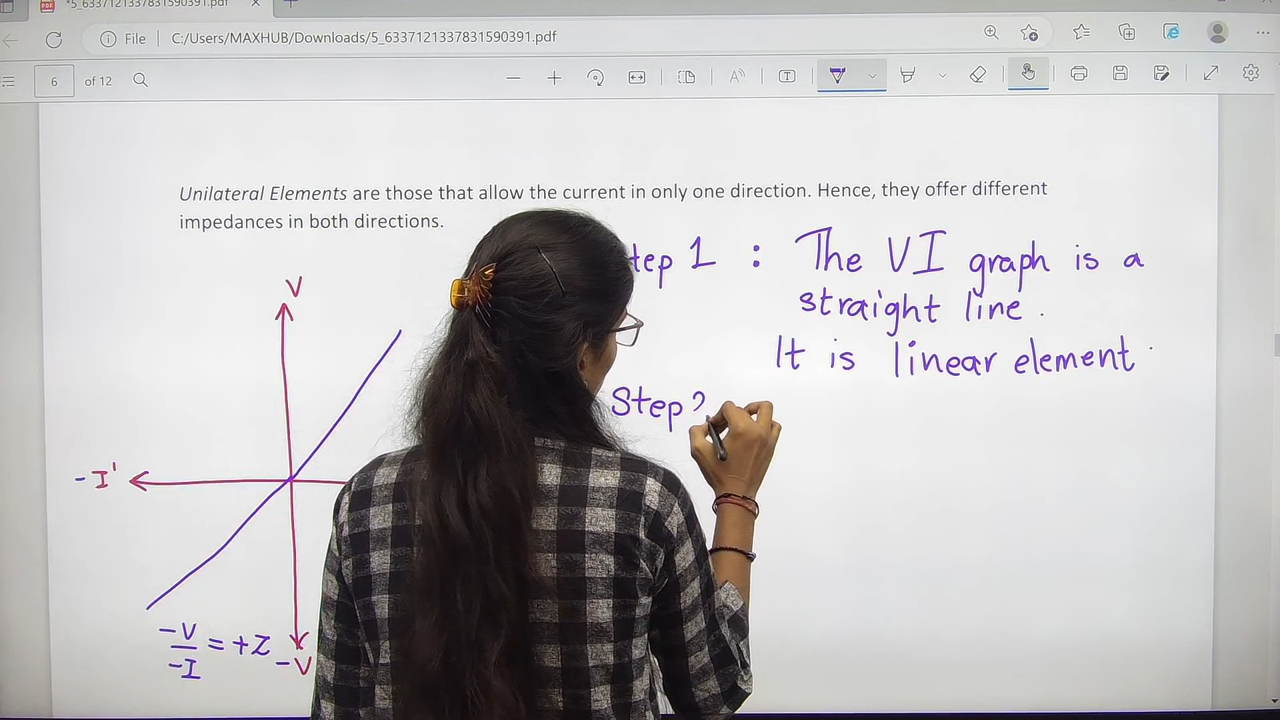 *5_6337121337831590391.pdf
File
C:/Users/MAXHUB/Downloads/5_6337121337831590391.pdf
6 of 12
Unilateral Elements are those that allow the current in only one direction. Hence, they offer different
impedances in both directions.
tep 1 : The VI graph is a
straight line.
It is linear element.
Step 2
V
-I'
-V
-V/-I = +Z